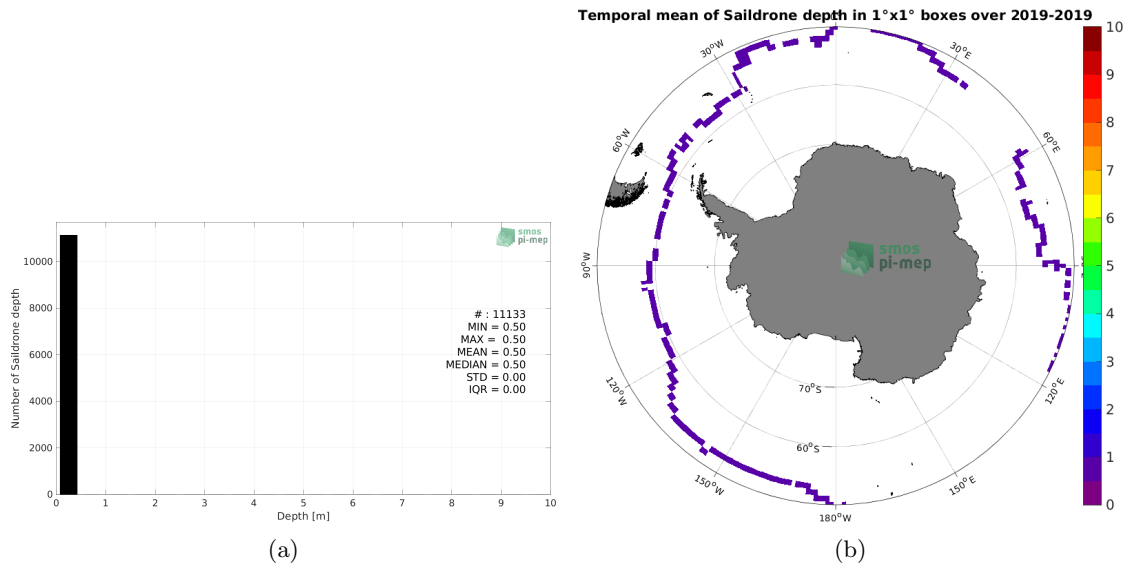 Temporal mean of Saildrone depth in 1°x1° boxes over 2019-2019
Number of Saildrone depth
10000
8000
6000
4000
2000
0
smos
pi-mep
# : 11133
MIN = 0.50
MAX = 0.50
MEAN = 0.50
MEDIAN = 0.50
STD = 0.00
IQR = 0.00
0 1 2 3 4 5 6 7 8 9 10
Depth [m]
(a)
30°W
30°E
60°W
60°E
90°W
smos
pi-mep
120°W
120°E
70°S
60°S
150°W
150°E
180°W
10
9
8
7
6
5
4
3
2
1
0
(b)